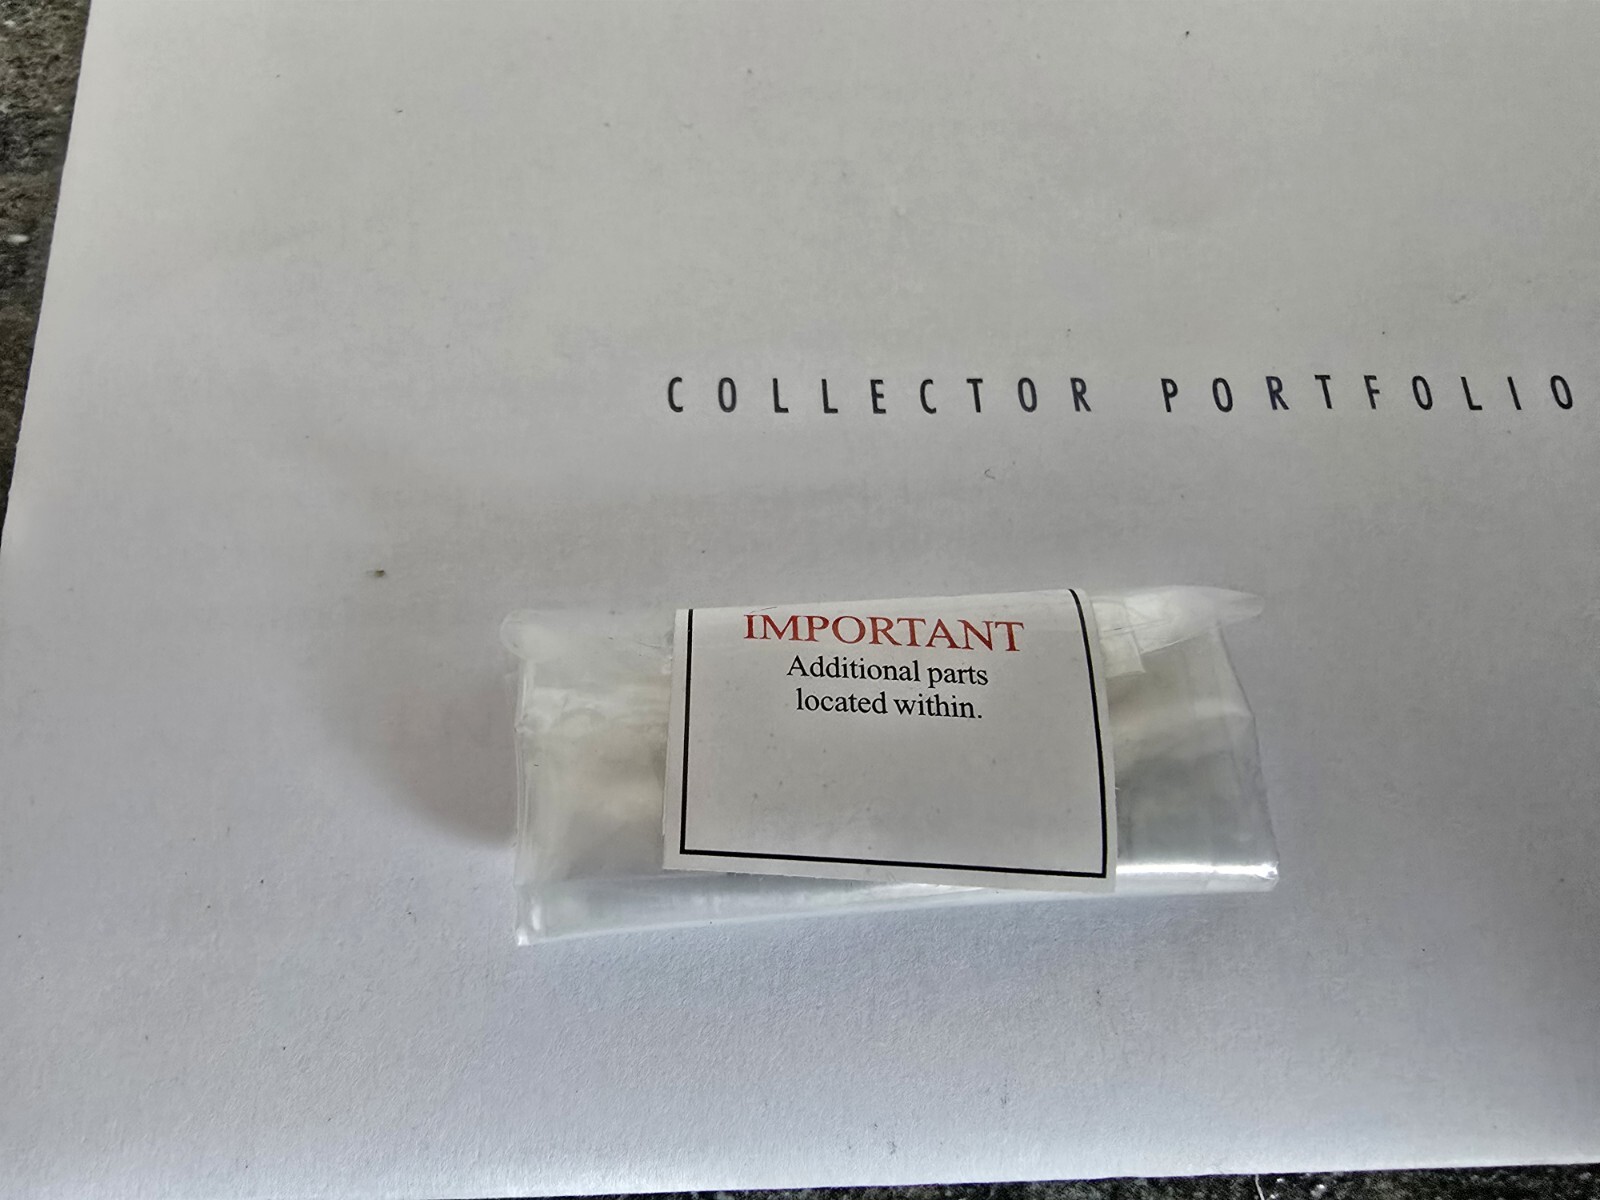 COLLECTOR PORTFOLIO
IMPORTANT
Additional parts
located within.